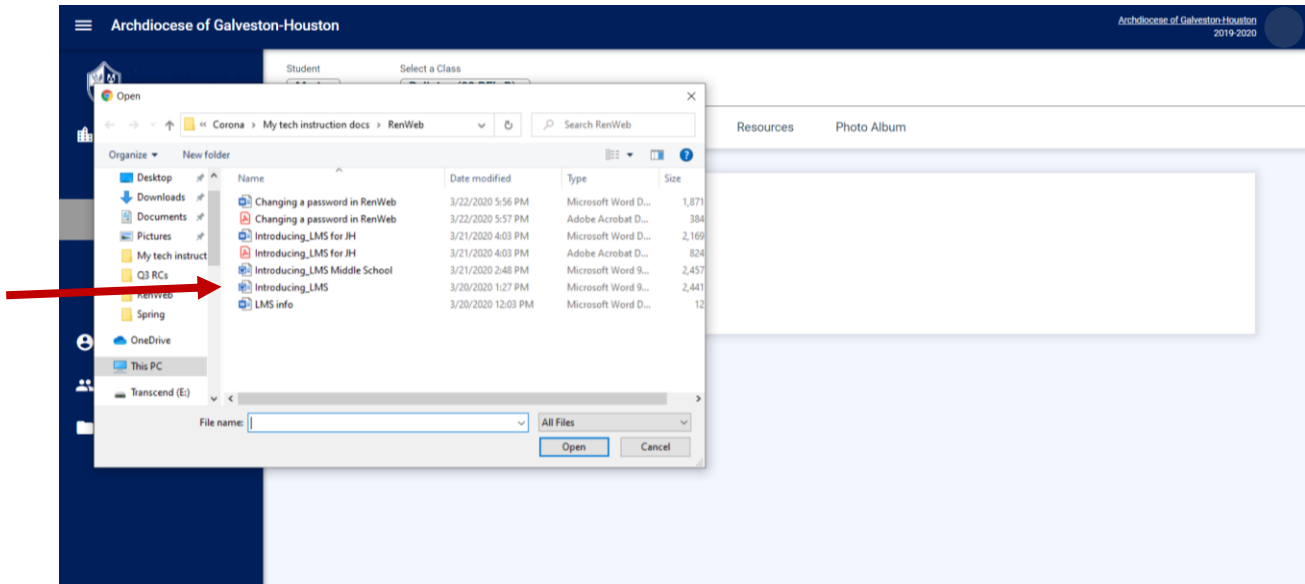 Archdiocese of Galveston-Houston
Archdiocese of Galveston-Houston
2019-2020
Student Select a Class
Open
« Corona › My tech instruction docs › RenWeb
Search RenWeb
Resources Photo Album
Organize New folder
Desktop
Downloads
Documents
Pictures
My tech instruct
Q3 RCs
RenWeb
Spring
OneDrive
This PC
Transcend (E:)
Name Date modified Type Size
Changing a password in RenWeb 3/22/2020 5:56 PM Microsoft Word D... 1,871
Changing a password in RenWeb 3/22/2020 5:57 PM Adobe Acrobat D... 384
Introducing_LMS for JH 3/21/2020 4:03 PM Microsoft Word D... 2,169
Introducing_LMS for JH 3/21/2020 4:03 PM Adobe Acrobat D... 824
Introducing_LMS Middle School 3/21/2020 2:48 PM Microsoft Word 9... 2,457
Introducing_LMS 3/20/2020 1:27 PM Microsoft Word 9... 2,441
LMS info 3/20/2020 12:03 PM Microsoft Word D... 12
File name: All Files
Open Cancel